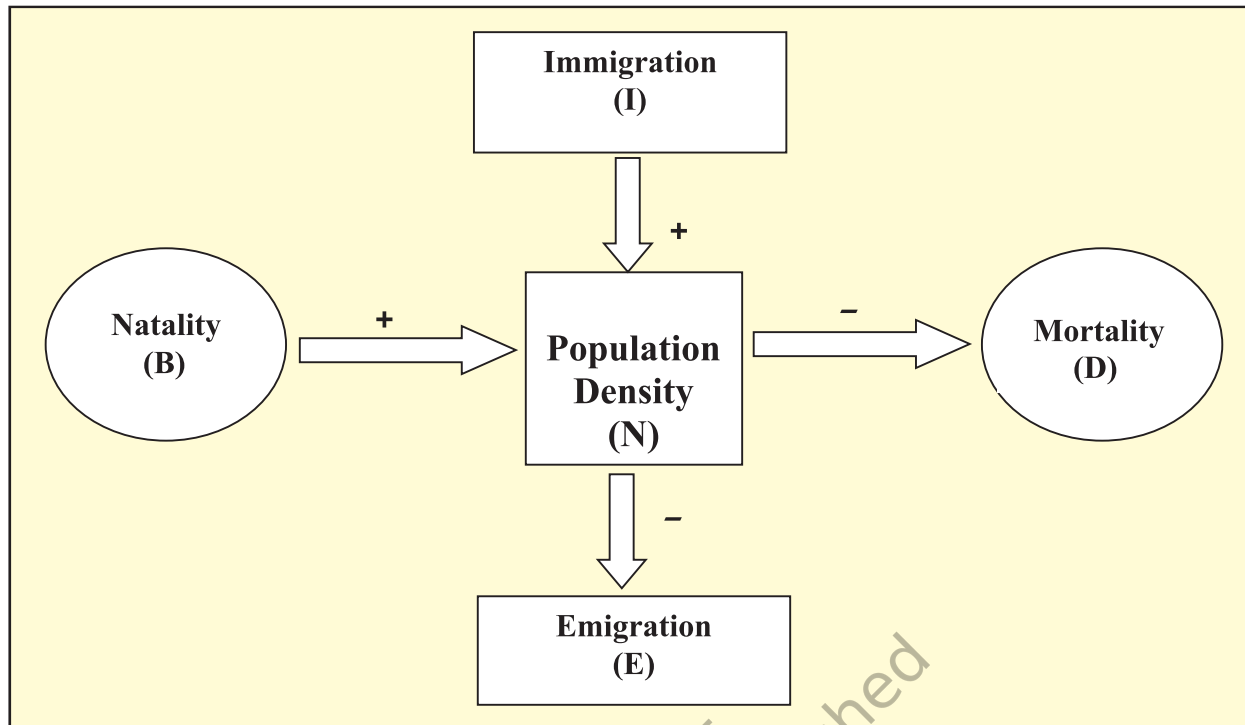 Immigration
(I)
+
Natality
(B)
+
Population
Density
(N)
–
Mortality
(D)
–
Emigration
(E)